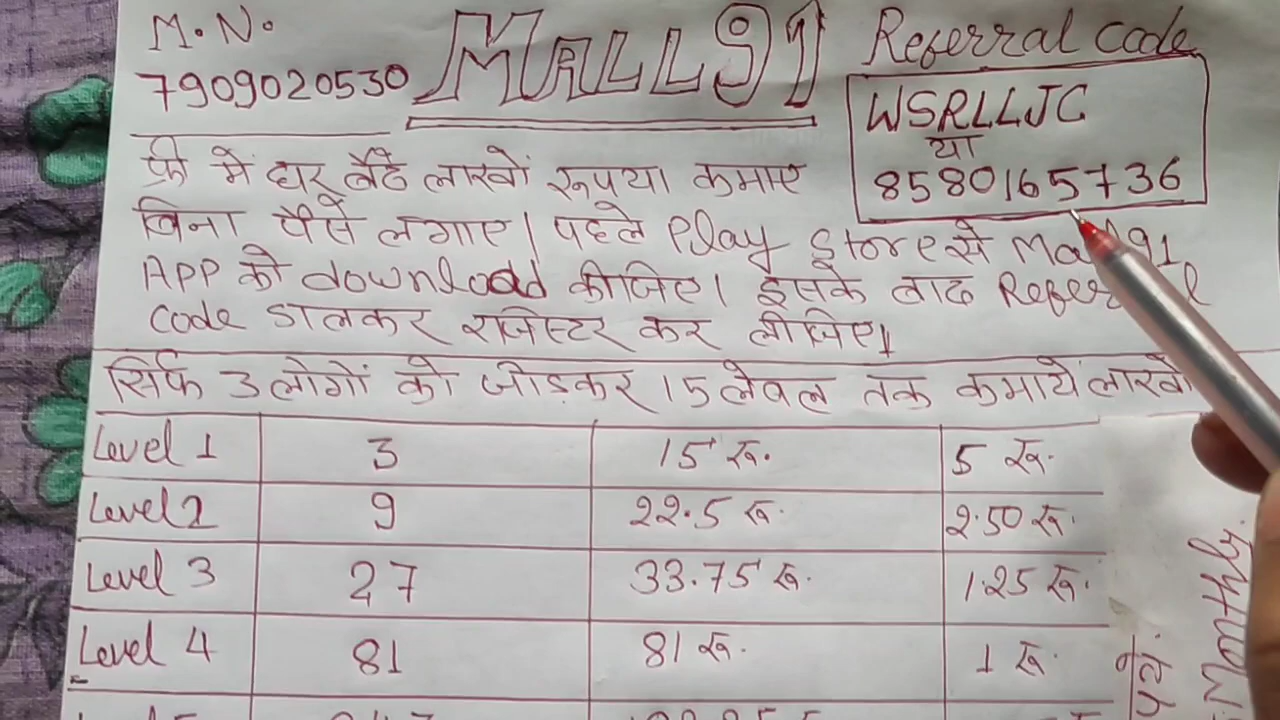 M. No
7909020530
MALL91
Referral Code
WSRLLJC
या
8580165736
फ्री में घर बैठे लाखों रूपया कमाए
बिना पैसे लगाए। पहले Play Store से Mall91
APP को download कीजिए। इसके बाद Referral
code डालकर रजिस्टर कर लीजिए।
सिर्फ 3 लोगों को जोड़कर 15 लेवल तक कमायें लाखों
Level 1 3 15 रू. 5 रू.
Level 2 9 22.5 रू. 2.50 रू.
Level 3 27 33.75 रू. 1.25 रू.
Level 4 81 81 रू. 1 रू.
Monthly